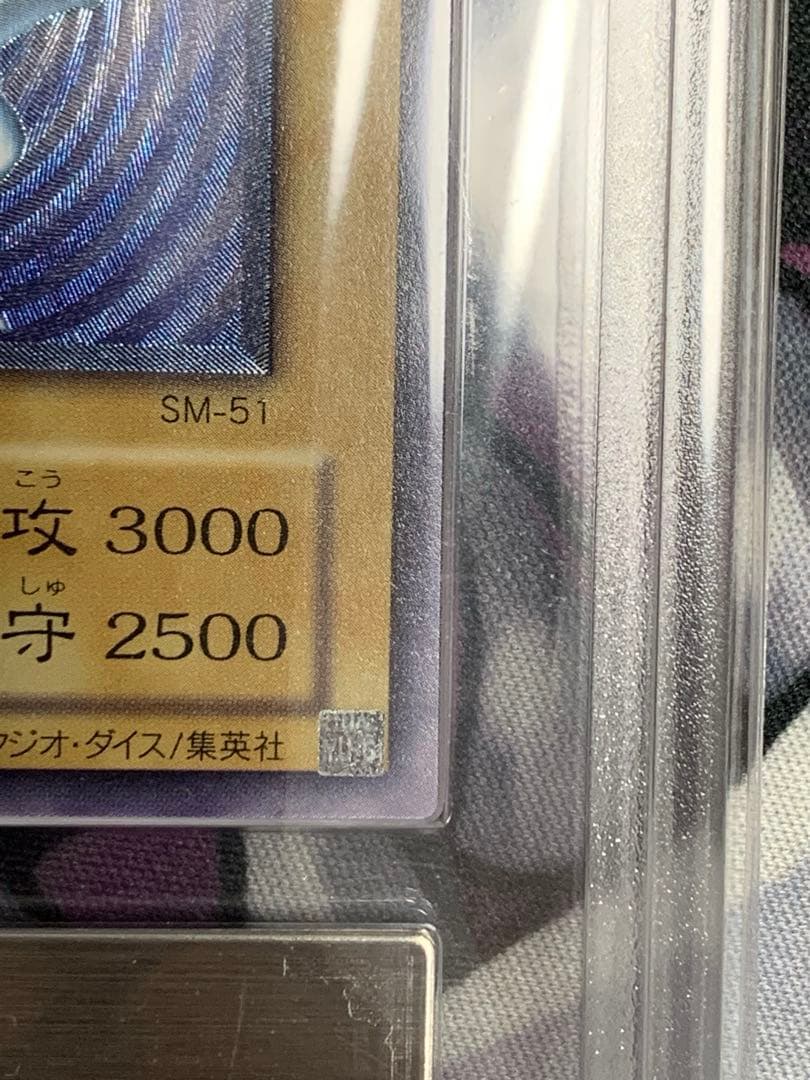 SM-51
こう
攻 3000
しゅ
守 2500
ジオ・ダイス/集英社